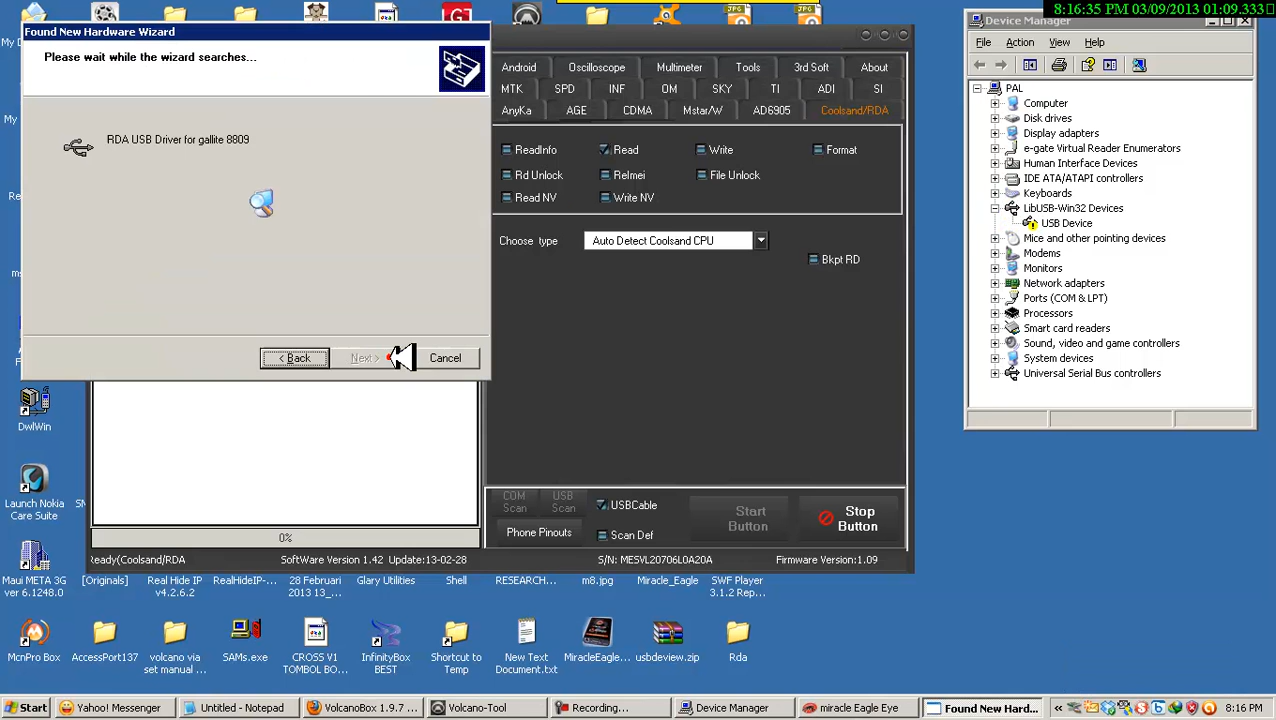 8:16:35 PM 03/09/2013 01:09.333
Found New Hardware Wizard
Please wait while the wizard searches...
RDA USB Driver for gallite 8809
< Back
Next >
Cancel
Android Oscilloscope Multimeter Tools 3rd Soft About
MTK SPD INF OM SKY TI ADI SI
AnyKa AGE CDMA Mstar/W AD6905 Coolsand/RDA
ReadInfo Read Write Format
Rd Unlock ReImei File Unlock
Read NV Write NV
Choose type Auto Detect Coolsand CPU
Bkpt RD
COM Scan
USB Scan
USBCable
Start Button
Stop Button
Phone Pinouts
Scan Def
0%
Ready(Coolsand/RDA SoftWare Version 1.42 Update:13-02-28 S/N: MESVL20706L0A20A Firmware Version:1.09
Device Manager
File Action View Help
PAL
Computer
Disk drives
Display adapters
e-gate Virtual Reader Enumerators
Human Interface Devices
IDE ATA/ATAPI controllers
Keyboards
LibUSB-Win32 Devices
USB Device
Mice and other pointing devices
Modems
Monitors
Network adapters
Ports (COM & LPT)
Processors
Smart card readers
Sound, video and game controllers
System devices
Universal Serial Bus controllers
DwlWin
Launch Nokia Care Suite
Maui META 3G ver 6.1248.0
[Originals]
Real Hide IP v4.2.6.2
RealHideIP-...
28 Februari 2013 13_...
Glary Utilities
Shell
RESEARCH...
m8.jpg
Miracle_Eagle
SWF Player 3.1.2 Rep...
McnPro Box
AccessPort137
volcano via set manual ...
SAMs.exe
CROSS V1 TOMBOL BO...
InfinityBox BEST
Shortcut to Temp
New Text Document.txt
MiracleEagle...
usbdeview.zip
Rda
Start
Yahoo! Messenger
Untitled - Notepad
VolcanoBox 1.9.7 ...
Volcano-Tool
Recording...
Device Manager
miracle Eagle Eye
Found New Hard...
8:16 PM